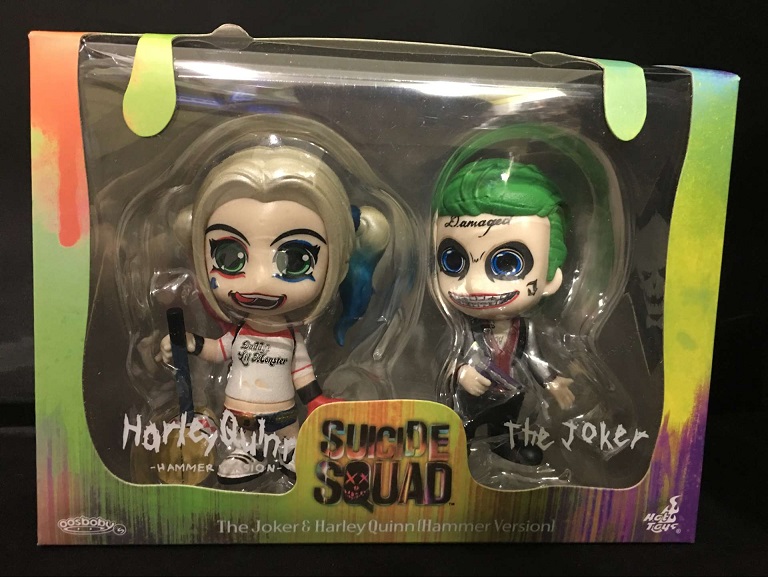 Damaged
J
Daddy's
Lil Monster
Harley Quinn
-HAMMER VERSION-
The Joker
SUICIDE
SQUAD™
cosbaby
The Joker & Harley Quinn (Hammer Version)
Hot
Toys®